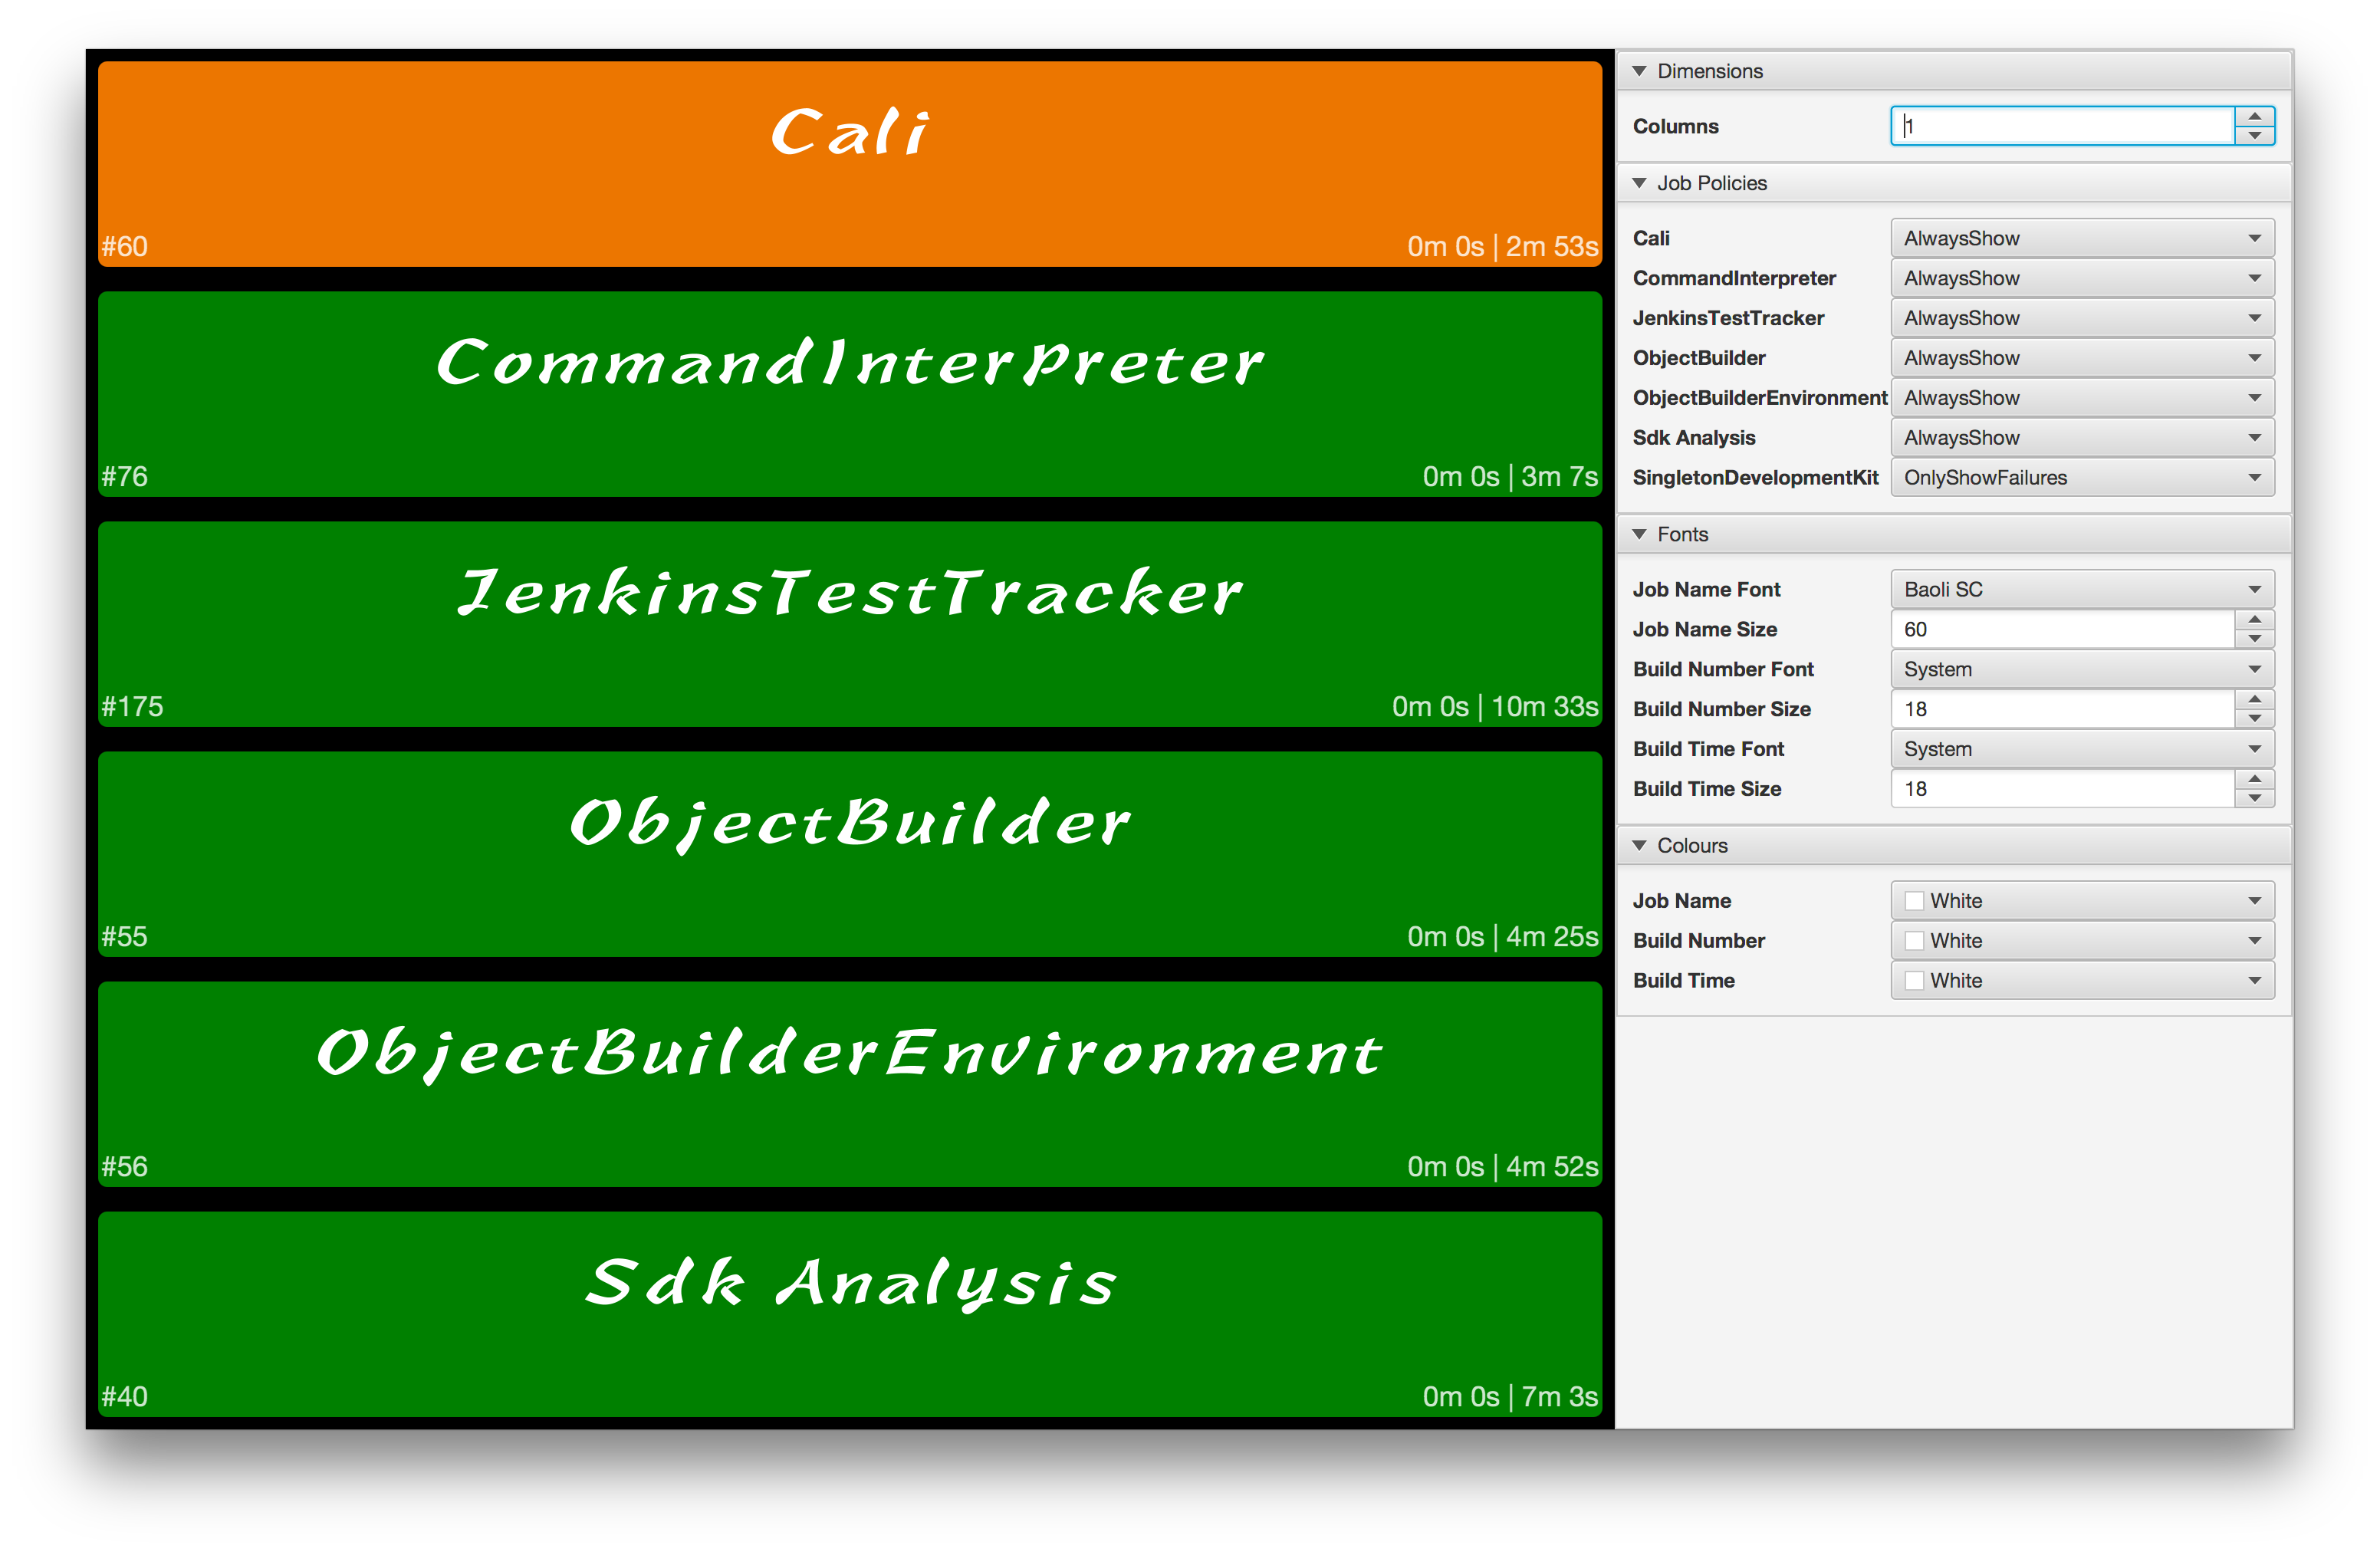 Cali
#60
0m 0s | 2m 53s
CommandInterpreter
#76
0m 0s | 3m 7s
JenkinsTestTracker
#175
0m 0s | 10m 33s
ObjectBuilder
#55
0m 0s | 4m 25s
ObjectBuilderEnvironment
#56
0m 0s | 4m 52s
Sdk Analysis
#40
0m 0s | 7m 3s
Dimensions
Columns 1
Job Policies
Cali AlwaysShow
CommandInterpreter AlwaysShow
JenkinsTestTracker AlwaysShow
ObjectBuilder AlwaysShow
ObjectBuilderEnvironment AlwaysShow
Sdk Analysis AlwaysShow
SingletonDevelopmentKit OnlyShowFailures
Fonts
Job Name Font Baoli SC
Job Name Size 60
Build Number Font System
Build Number Size 18
Build Time Font System
Build Time Size 18
Colours
Job Name White
Build Number White
Build Time White